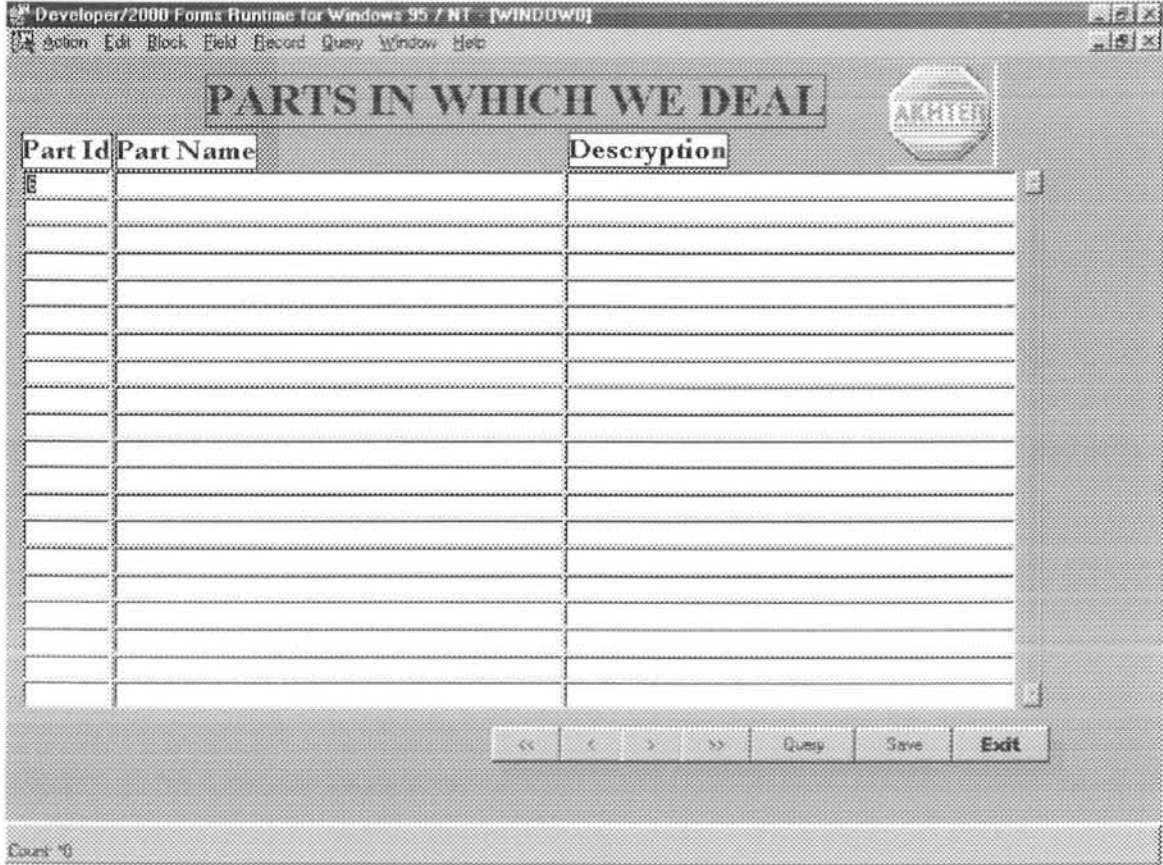 Developer/2000 Forms Runtime for Windows 95 / NT - [WINDOW0]
Action Edit Block Field Record Query Window Help
PARTS IN WHICH WE DEAL
AKHTER
Part Id Part Name Descryption
<< < > >> Query Save Exit
Count: *0